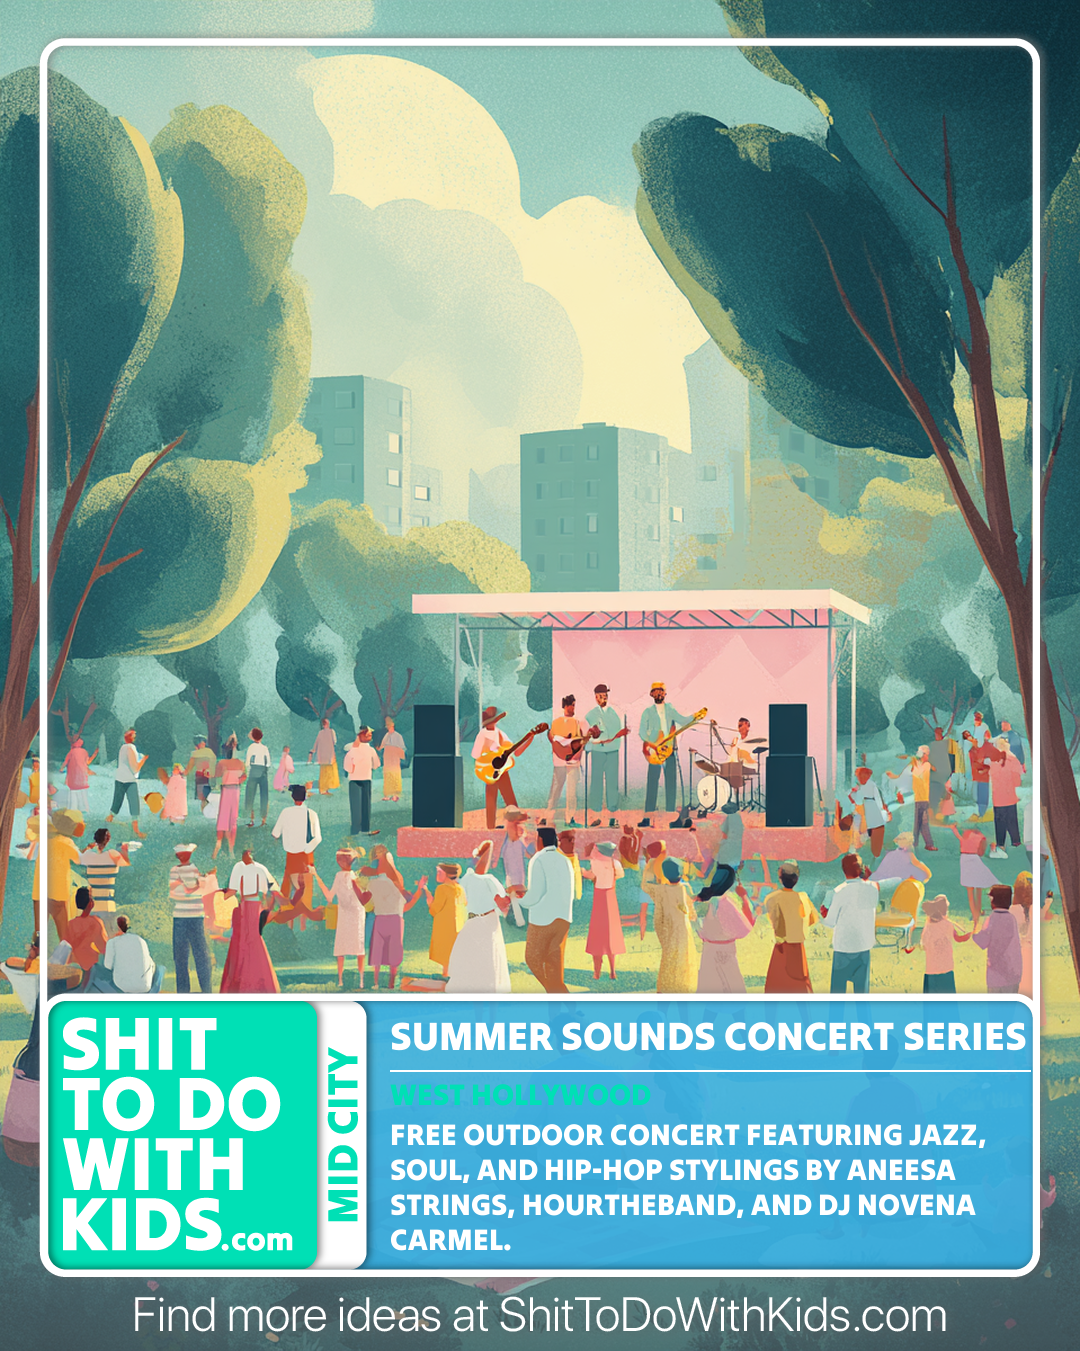 SHIT
TO DO
WITH
KIDS.com
MID CITY
SUMMER SOUNDS CONCERT SERIES
WEST HOLLYWOOD
FREE OUTDOOR CONCERT FEATURING JAZZ,
SOUL, AND HIP-HOP STYLINGS BY ANEESA
STRINGS, HOURTHEBAND, AND DJ NOVENA
CARMEL.
Find more ideas at ShitToDoWithKids.com